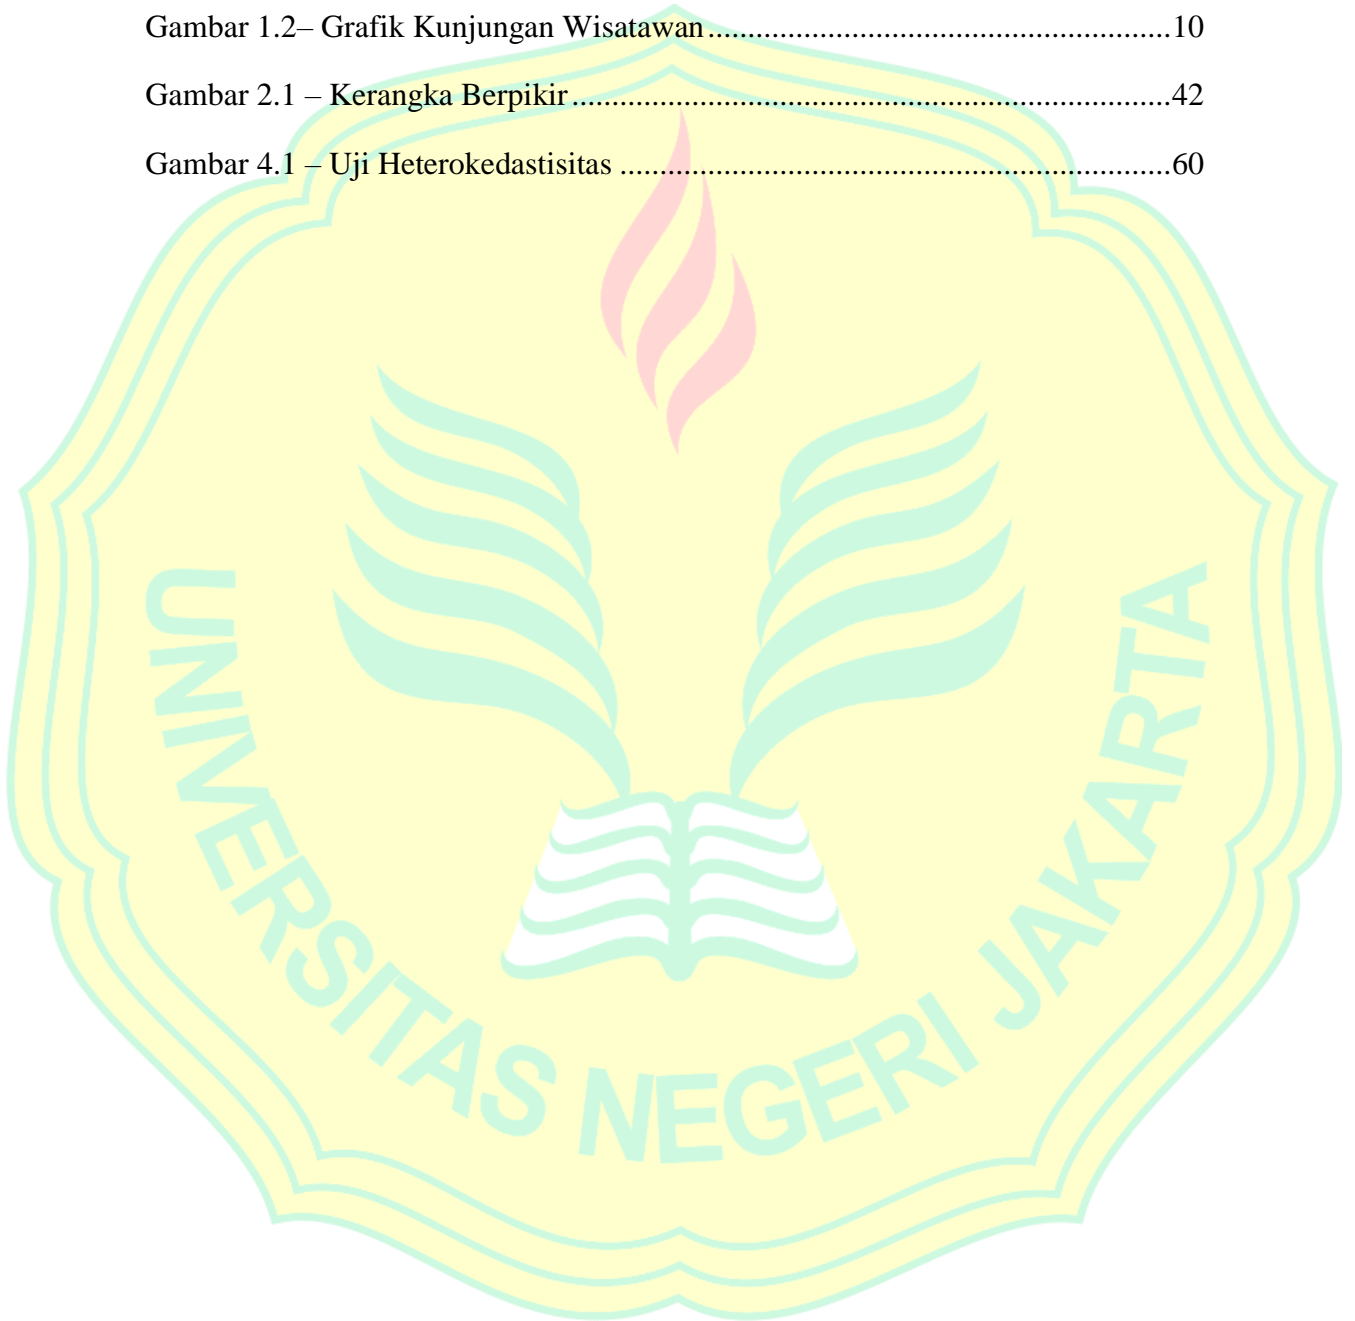 Gambar 1.2– Grafik Kunjungan Wisatawan..........................................................10
Gambar 2.1 – Kerangka Berpikir...........................................................................42
Gambar 4.1 – Uji Heterokedastisitas .....................................................................60
UNIVERSITAS NEGERI JAKARTA